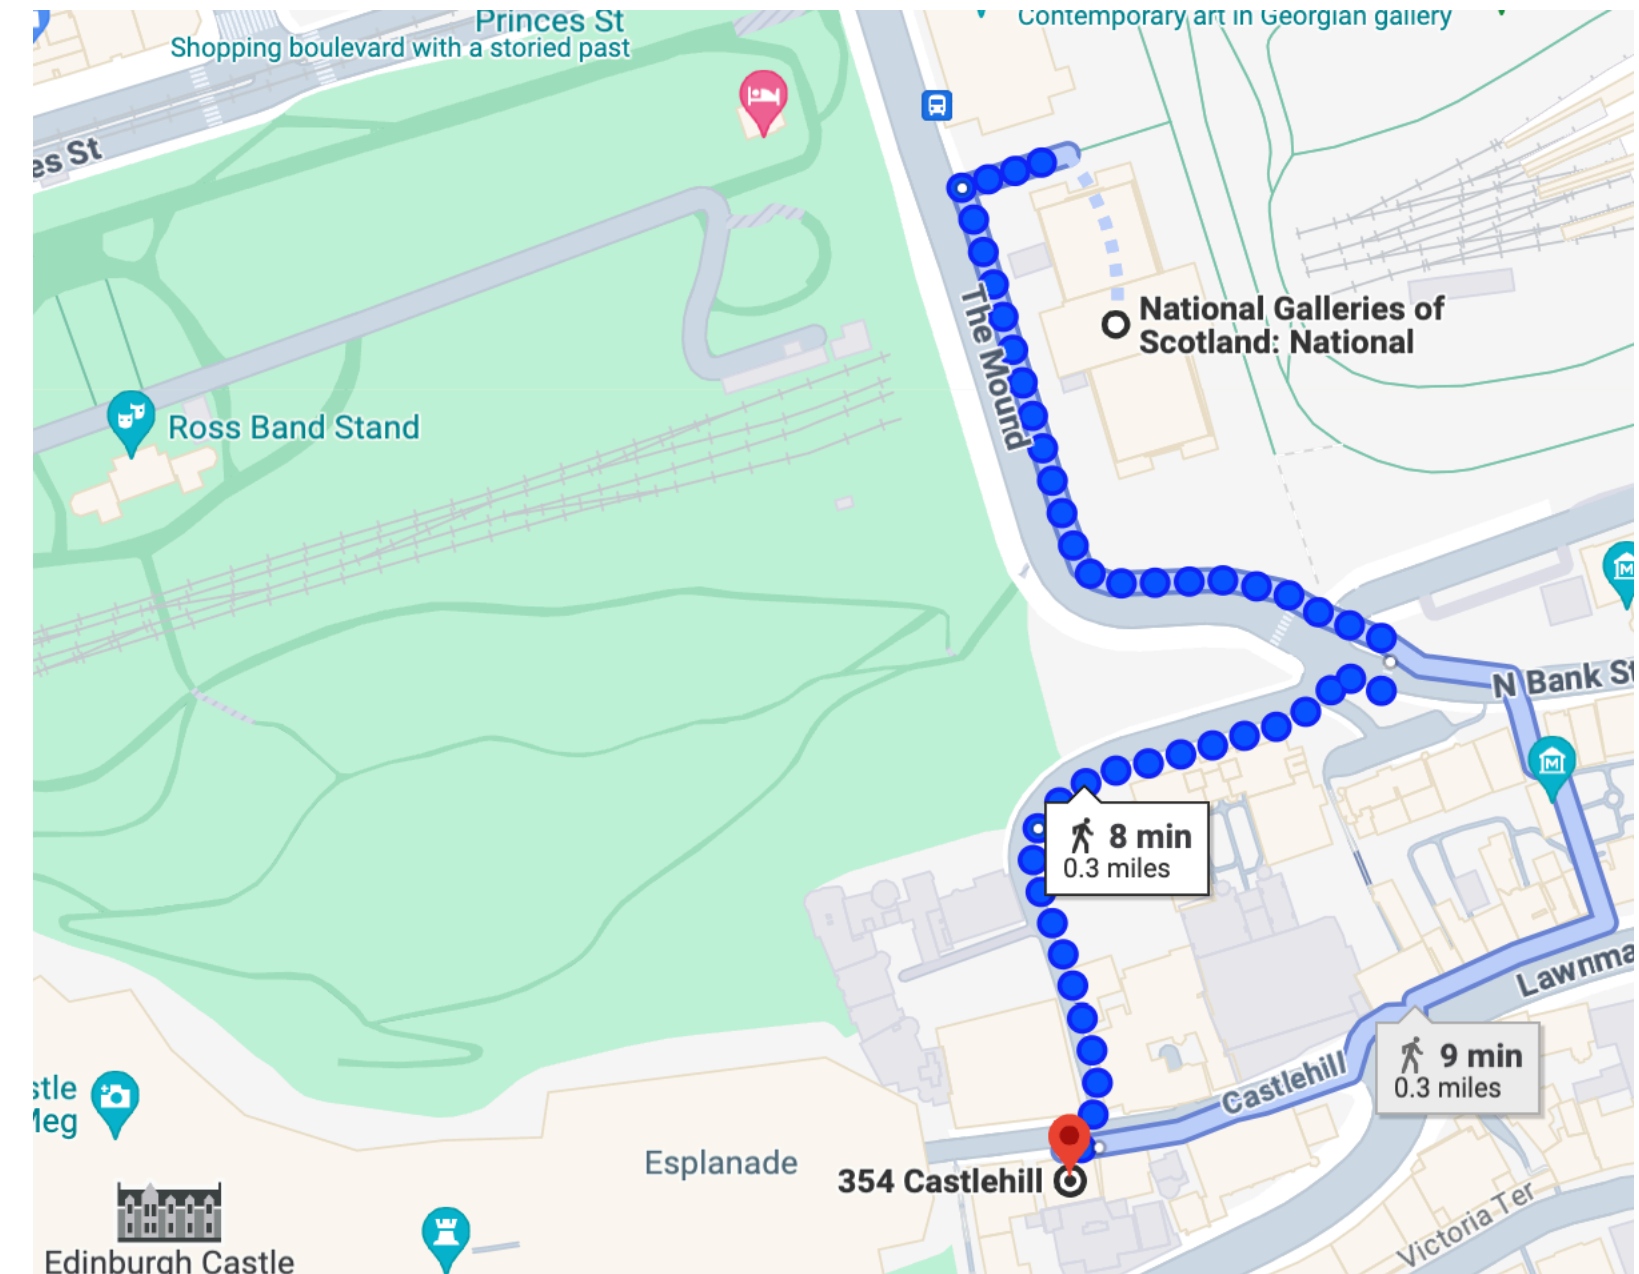 Princes St
Shopping boulevard with a storied past
Contemporary art in Georgian gallery
es St
National Galleries of
Scotland: National
The Mound
Ross Band Stand
N Bank St
8 min
0.3 miles
Lawnma
9 min
0.3 miles
Castlehill
stle
Meg
Esplanade
354 Castlehill
Victoria Ter
Edinburgh Castle